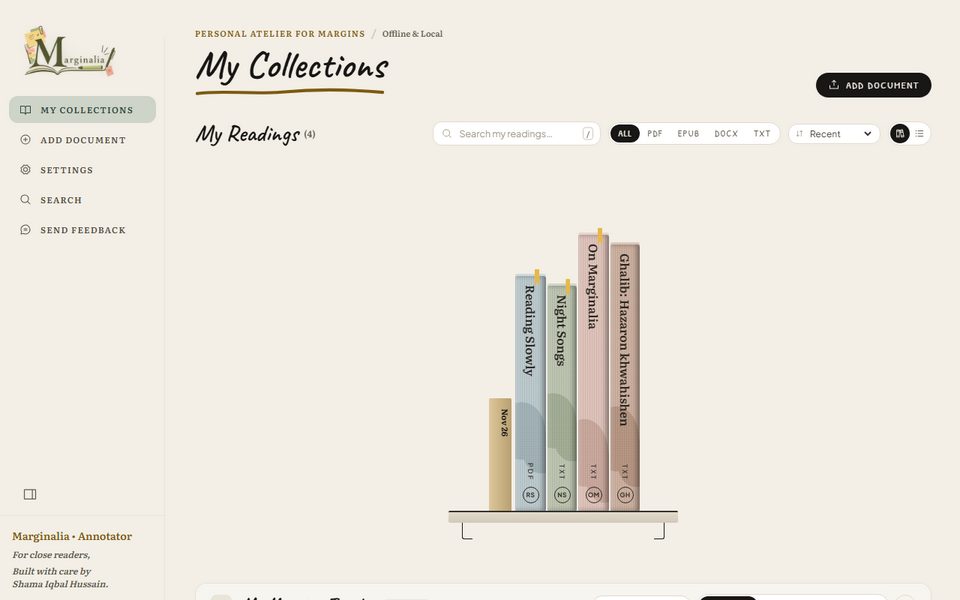 Marginalia
MY COLLECTIONS
ADD DOCUMENT
SETTINGS
SEARCH
SEND FEEDBACK
Marginalia • Annotator
For close readers,
Built with care by
Shama Iqbal Hussain.
PERSONAL ATELIER FOR MARGINS / Offline & Local
My Collections
ADD DOCUMENT
My Readings (4)
Search my readings...
/
ALL PDF EPUB DOCX TXT
Recent
Nov 26
Reading Slowly
PDF
RS
Night Songs
TXT
NS
On Marginalia
TXT
OM
Ghalib: Hazaron khwahishen
TXT
GH